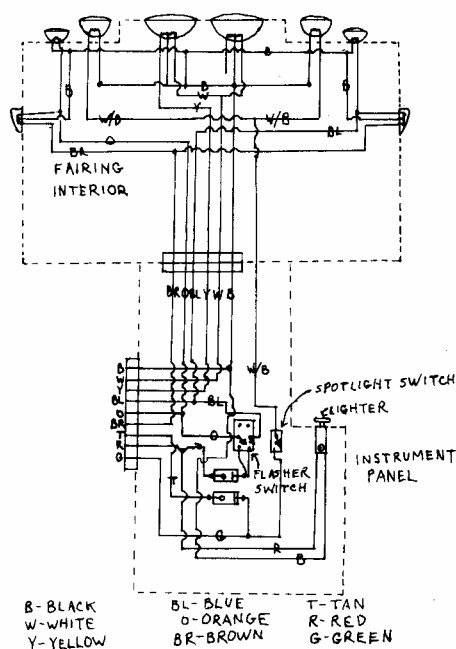 B
B
W
Y
B
B
W/B
W/B
BL
O
BR
FAIRING
INTERIOR
BR O BL Y W B
W/B
B
W
Y
BL
O
BR
T
R
G
BL
O
SPOTLIGHT SWITCH
LIGHTER
FLASHER
SWITCH
INSTRUMENT
PANEL
T
G
R
B
B-BLACK
W-WHITE
Y-YELLOW
BL-BLUE
O-ORANGE
BR-BROWN
T-TAN
R-RED
G-GREEN